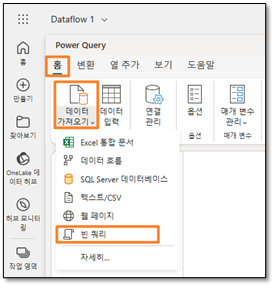 Dataflow 1
Power Query
홈
홈 변환 열 추가 보기 도움말
만들기
데이터 가져오기
데이터 입력
연결 관리
옵션
매개 변수 관리
찾아보기
옵션
매개 변수
OneLake 데이터 허브
Excel 통합 문서
데이터 흐름
SQL Server 데이터베이스
텍스트/CSV
허브 모니터링
웹 페이지
빈 쿼리
작업 영역
자세히...